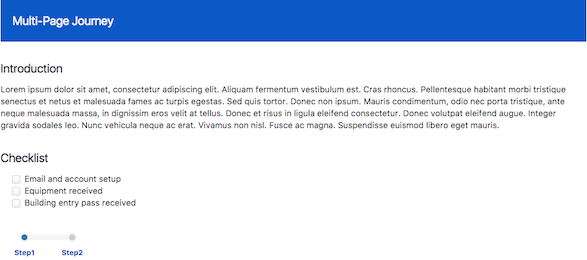 Multi-Page Journey
Introduction
Lorem ipsum dolor sit amet, consectetur adipiscing elit. Aliquam fermentum vestibulum est. Cras rhoncus. Pellentesque habitant morbi tristique
senectus et netus et malesuada fames ac turpis egestas. Sed quis tortor. Donec non ipsum. Mauris condimentum, odio nec porta tristique, ante
neque malesuada massa, in dignissim eros velit at tellus. Donec et risus in ligula eleifend consectetur. Donec volutpat eleifend augue. Integer
gravida sodales leo. Nunc vehicula neque ac erat. Vivamus non nisl. Fusce ac magna. Suspendisse euismod libero eget mauris.
Checklist
Email and account setup
Equipment received
Building entry pass received
Step1 Step2